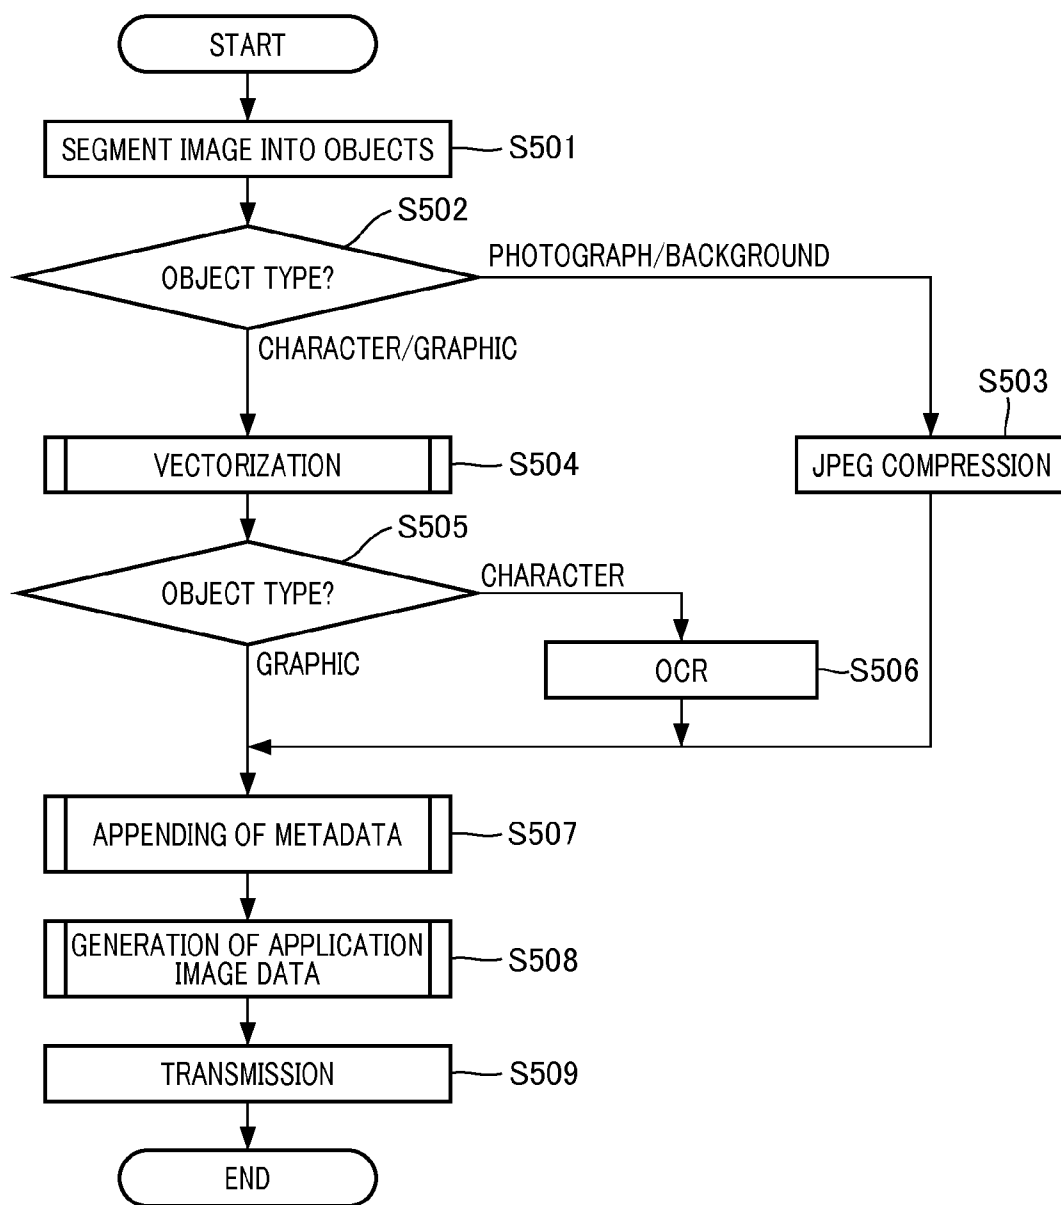 START
SEGMENT IMAGE INTO OBJECTS
S501
S502
OBJECT TYPE?
PHOTOGRAPH/BACKGROUND
CHARACTER/GRAPHIC
S503
VECTORIZATION
S504
JPEG COMPRESSION
S505
OBJECT TYPE?
CHARACTER
GRAPHIC
OCR
S506
APPENDING OF METADATA
S507
GENERATION OF APPLICATION
IMAGE DATA
S508
TRANSMISSION
S509
END